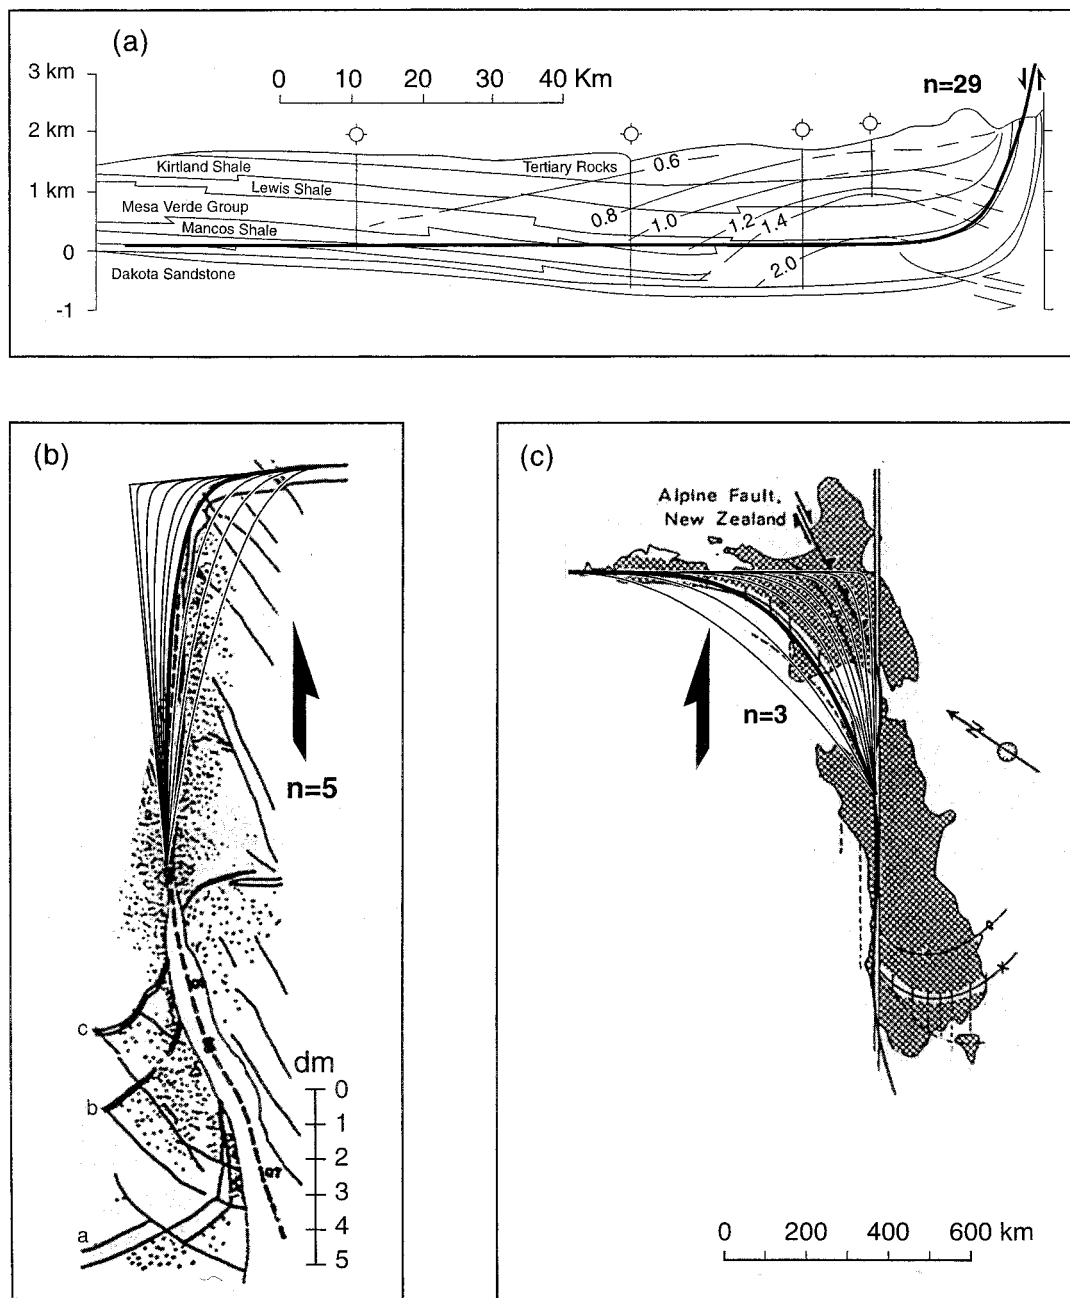 (a)
3 km
2 km
1 km
0
-1
0 10 20 30 40 Km
n=29
Kirtland Shale
Tertiary Rocks
0.6
Lewis Shale
Mesa Verde Group
0.8
1.0
1.2
1.4
Mancos Shale
2.0
Dakota Sandstone
(b)
n=5
c
b
a
dm
0
1
2
3
4
5
(c)
Alpine Fault,
New Zealand
n=3
N
0 200 400 600 km